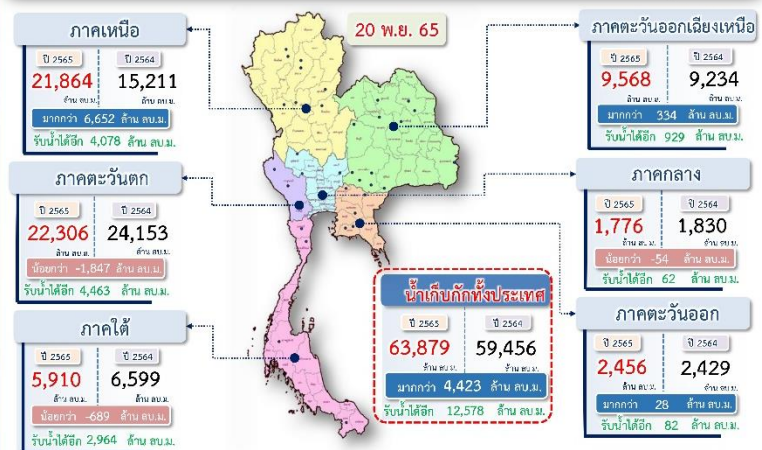 20 พ.ย. 65
ภาคเหนือ
ปี 2565 ปี 2564
21,864 15,211
ล้าน ลบ.ม. ล้าน ลบ.ม.
มากกว่า 6,652 ล้าน ลบ.ม.
รับน้ำได้อีก 4,078 ล้าน ลบ.ม.
ภาคตะวันตก
ปี 2565 ปี 2564
22,306 24,153
ล้าน ลบ.ม. ล้าน ลบ.ม.
น้อยกว่า -1,847 ล้าน ลบ.ม.
รับน้ำได้อีก 4,463 ล้าน ลบ.ม.
ภาคใต้
ปี 2565 ปี 2564
5,910 6,599
ล้าน ลบ.ม. ล้าน ลบ.ม.
น้อยกว่า -689 ล้าน ลบ.ม.
รับน้ำได้อีก 2,964 ล้าน ลบ.ม.
น้ำเก็บกักทั้งประเทศ
ปี 2565 ปี 2564
63,879 59,456
ล้าน ลบ.ม. ล้าน ลบ.ม.
มากกว่า 4,423 ล้าน ลบ.ม.
รับน้ำได้อีก 12,578 ล้าน ลบ.ม.
ภาคตะวันออกเฉียงเหนือ
ปี 2565 ปี 2564
9,568 9,234
ล้าน ลบ.ม. ล้าน ลบ.ม.
มากกว่า 334 ล้าน ลบ.ม.
รับน้ำได้อีก 929 ล้าน ลบ.ม.
ภาคกลาง
ปี 2565 ปี 2564
1,776 1,830
ล้าน ลบ.ม. ล้าน ลบ.ม.
น้อยกว่า -54 ล้าน ลบ.ม.
รับน้ำได้อีก 62 ล้าน ลบ.ม.
ภาคตะวันออก
ปี 2565 ปี 2564
2,456 2,429
ล้าน ลบ.ม. ล้าน ลบ.ม.
มากกว่า 28 ล้าน ลบ.ม.
รับน้ำได้อีก 82 ล้าน ลบ.ม.